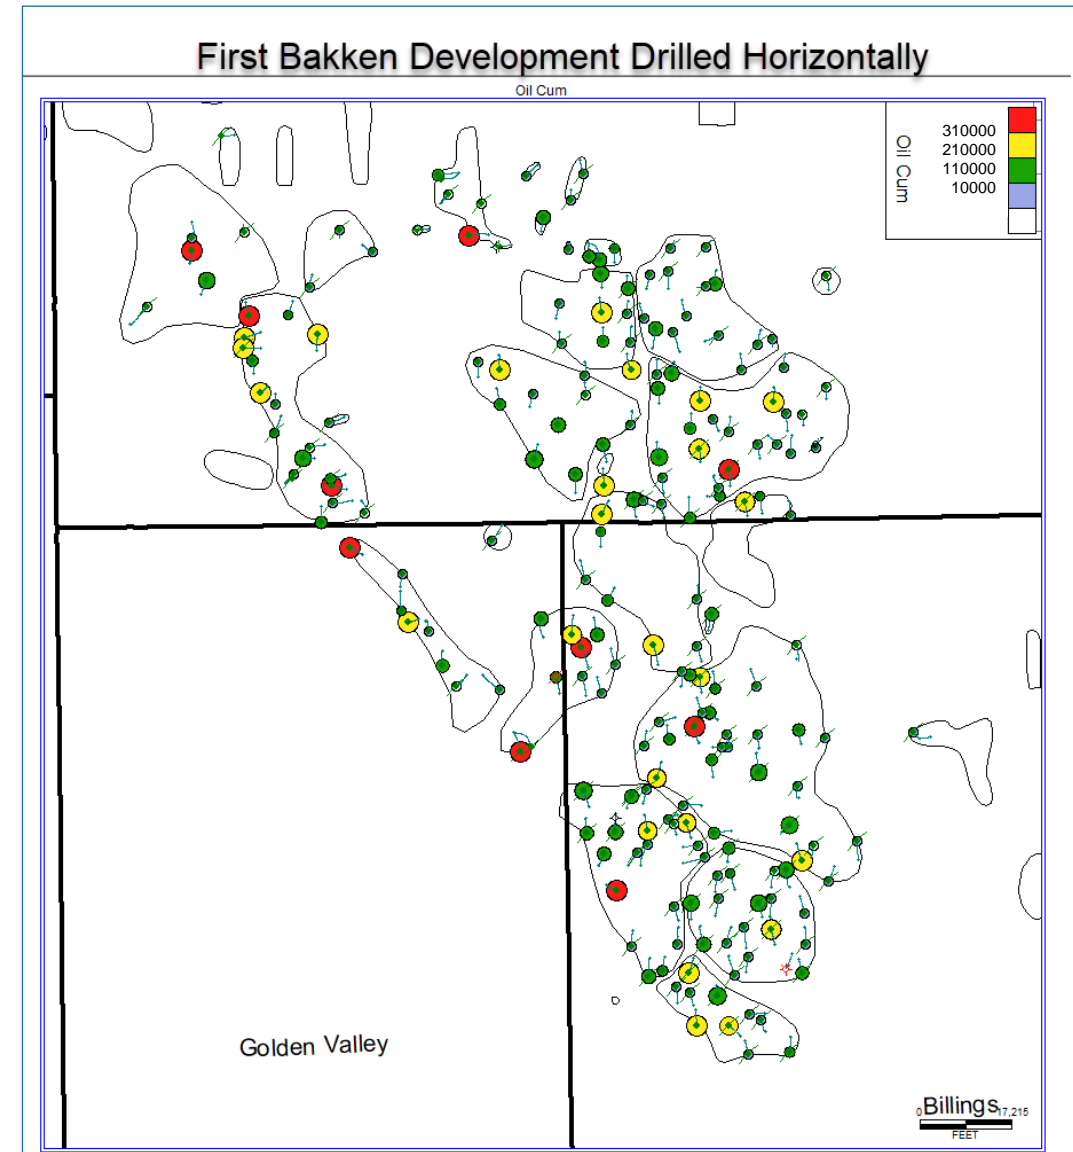 First Bakken Development Drilled Horizontally
Oil Cum
Oil Cum
310000
210000
110000
10000
Golden Valley
Billings
0 17,215
FEET